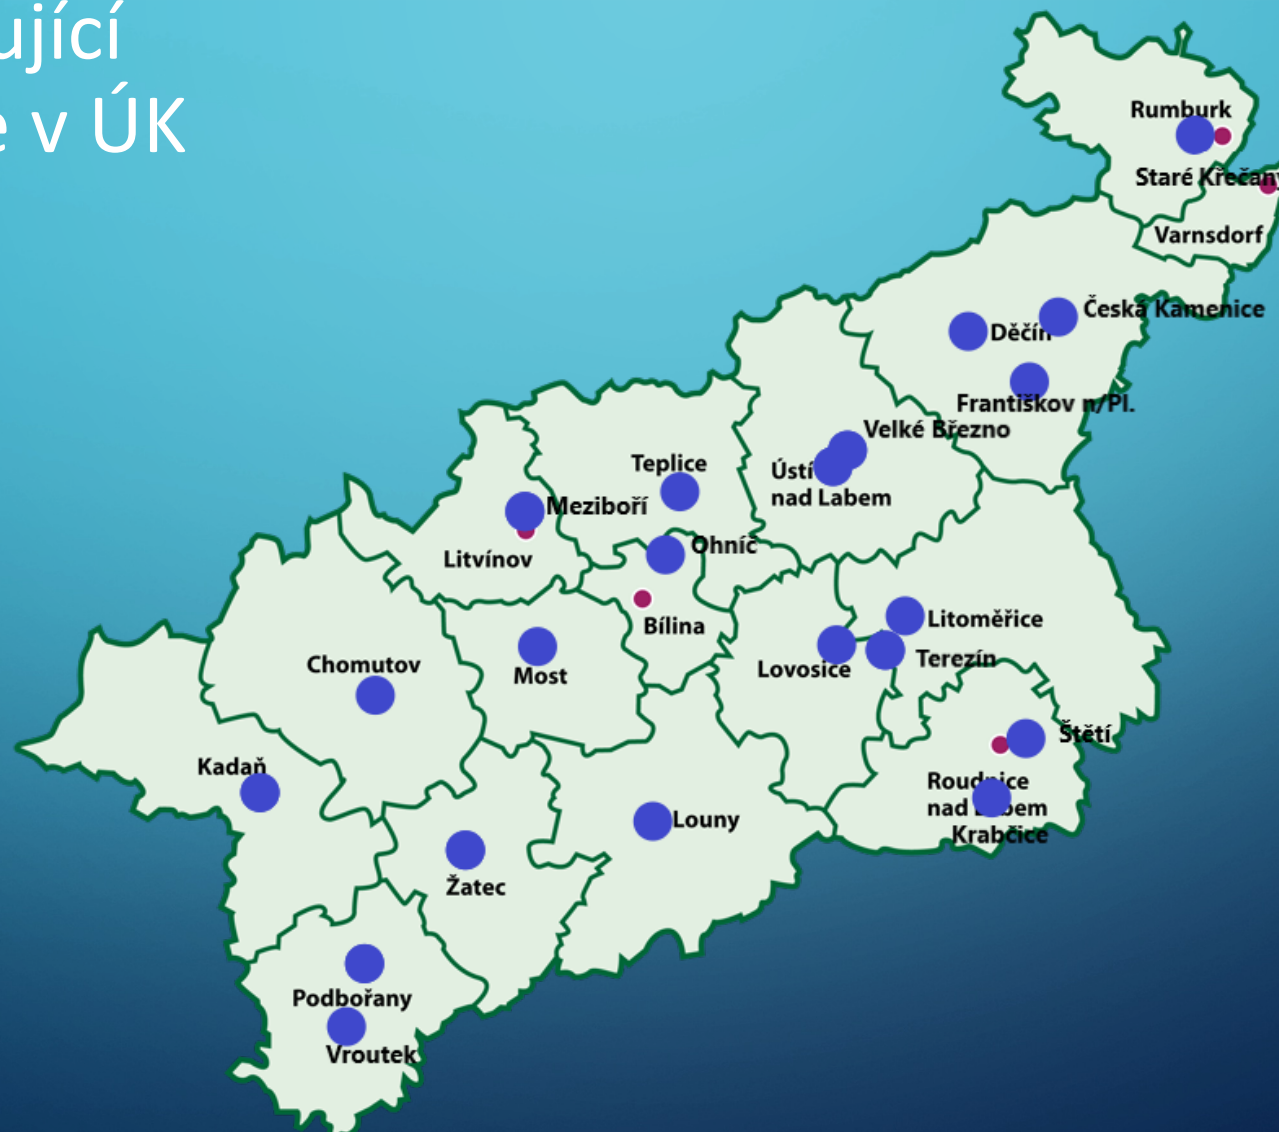 ující
e v ÚK
Rumburk
Staré Křečany
Varnsdorf
Česká Kamenice
Děčín
Františkov n/Pl.
Velké Březno
Ústí
nad Labem
Teplice
Meziboří
Litvínov
Ohníč
Bílina
Litoměřice
Terezín
Lovosice
Most
Chomutov
Kadaň
Štětí
Roudnice
nad Labem
Krabčice
Louny
Žatec
Podbořany
Vroutek